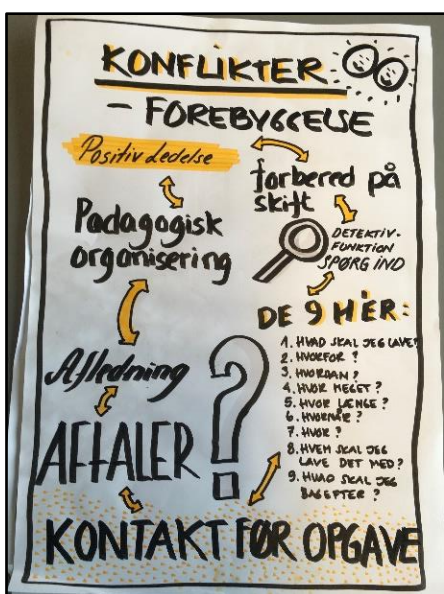 KONFLIKTER
- FOREBYGGELSE
Positiv Ledelse
forbered på
skift
Pædagogisk
organisering
DETEKTIV-
FUNKTION
SPØRG IND
DE 9 H'ER:
1. HVAD SKAL JEG LAVE?
2. HVORFOR?
3. HVORDAN?
4. HVOR MEGET?
5. HVOR LÆNGE?
6. HVORNÅR?
7. HVOR?
8. HVEM SKAL JEG
LAVE DET MED?
9. HVAD SKAL JEG
BAGEFTER?
Afledning
?
AFTALER
KONTAKT FØR OPGAVE